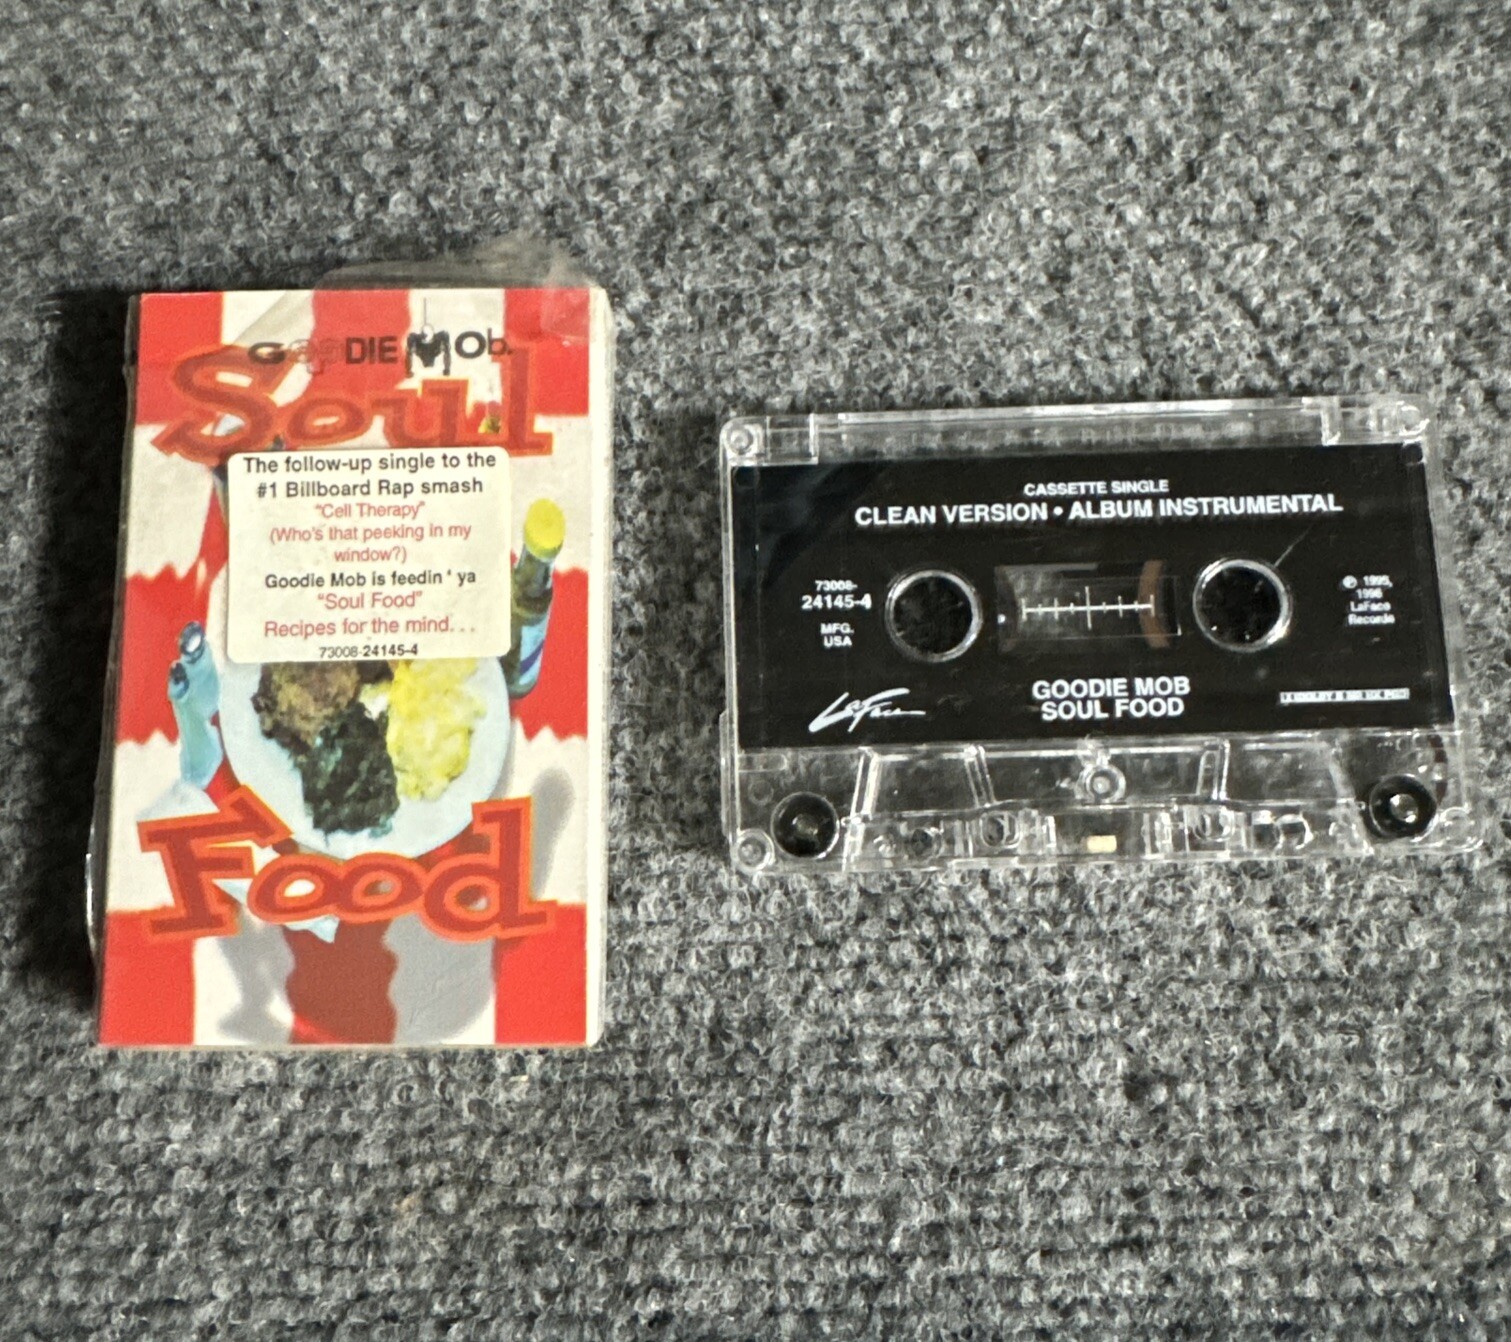 GOODIE MOb.
Soul
The follow-up single to the
#1 Billboard Rap smash
"Cell Therapy"
(Who's that peeking in my
window?)
Goodie Mob is feedin' ya
"Soul Food"
Recipes for the mind...
73008-24145-4
Food
CASSETTE SINGLE
CLEAN VERSION • ALBUM INSTRUMENTAL
73008-
24145-4
MFG.
USA
℗ 1995,
1996
LaFace
Records
LaFace
GOODIE MOB
SOUL FOOD